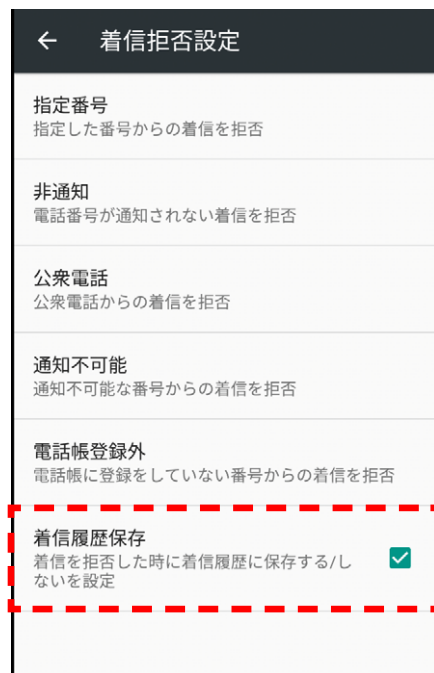 着信拒否設定
指定番号
指定した番号からの着信を拒否
非通知
電話番号が通知されない着信を拒否
公衆電話
公衆電話からの着信を拒否
通知不可能
通知不可能な番号からの着信を拒否
電話帳登録外
電話帳に登録をしていない番号からの着信を拒否
着信履歴保存
着信を拒否した時に着信履歴に保存する/し
ないを設定